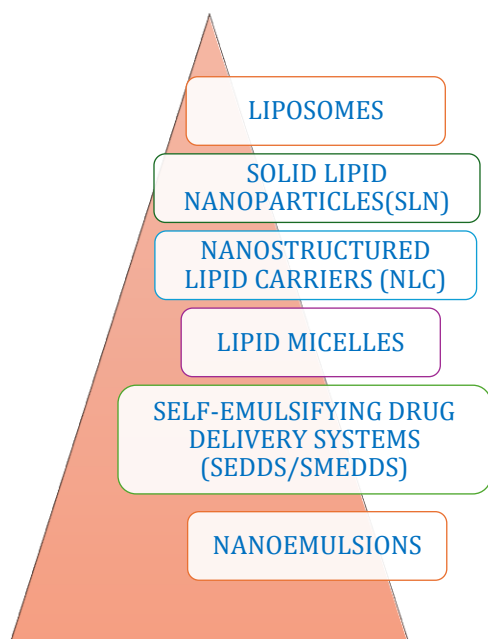 LIPOSOMES
SOLID LIPID
NANOPARTICLES(SLN)
NANOSTRUCTURED
LIPID CARRIERS (NLC)
LIPID MICELLES
SELF-EMULSIFYING DRUG
DELIVERY SYSTEMS
(SEDDS/SMEDDS)
NANOEMULSIONS